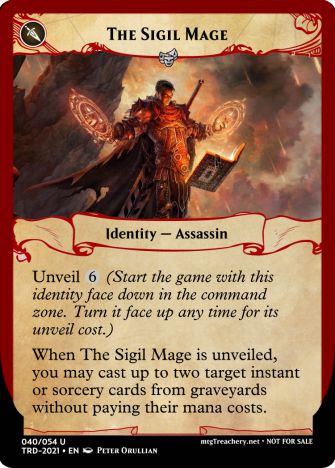 The Sigil Mage
Identity — Assassin
Unveil 6 (Start the game with this
identity face down in the command
zone. Turn it face up any time for its
unveil cost.)
When The Sigil Mage is unveiled,
you may cast up to two target instant
or sorcery cards from graveyards
without paying their mana costs.
040/054 U
TRD-2021 • EN Peter Orullian
mtgTreachery.net • NOT FOR SALE